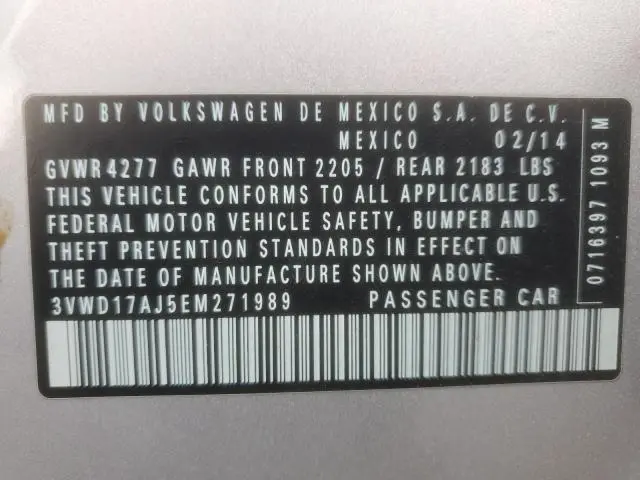 MFD BY VOLKSWAGEN DE MEXICO S.A. DE C.V.
MEXICO 02/14
GVWR 4277 GAWR FRONT 2205 / REAR 2183 LBS
THIS VEHICLE CONFORMS TO ALL APPLICABLE U.S.
FEDERAL MOTOR VEHICLE SAFETY, BUMPER AND
THEFT PREVENTION STANDARDS IN EFFECT ON
THE DATE OF MANUFACTURE SHOWN ABOVE.
3VWD17AJ5EM271989 PASSENGER CAR
0716397 1093 M